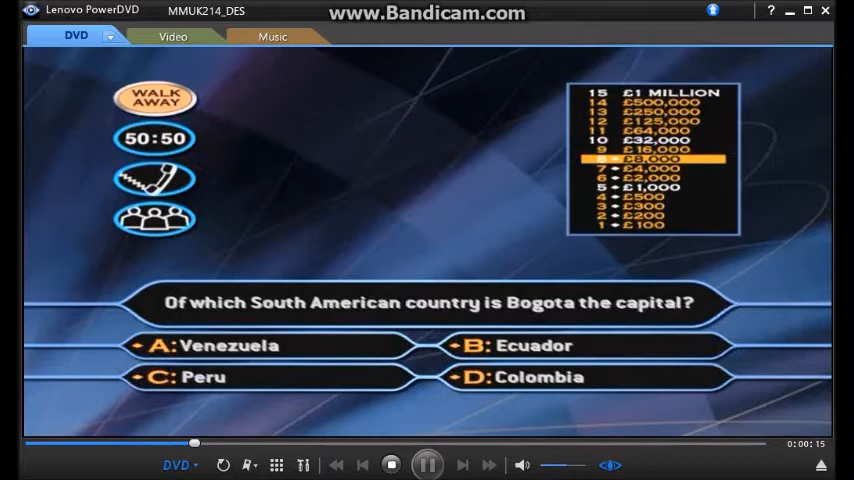 Lenovo PowerDVD
MMUK214_DES
www.Bandicam.com
DVD
Video
Music
WALK
AWAY
50:50
15 £1 MILLION
14 £500,000
13 £250,000
12 £125,000
11 £64,000
10 £32,000
9 £16,000
8 £8,000
7 £4,000
6 £2,000
5 £1,000
4 £500
3 £300
2 £200
1 £100
Of which South American country is Bogota the capital?
A: Venezuela
B: Ecuador
C: Peru
D: Colombia
0:00:15
DVD